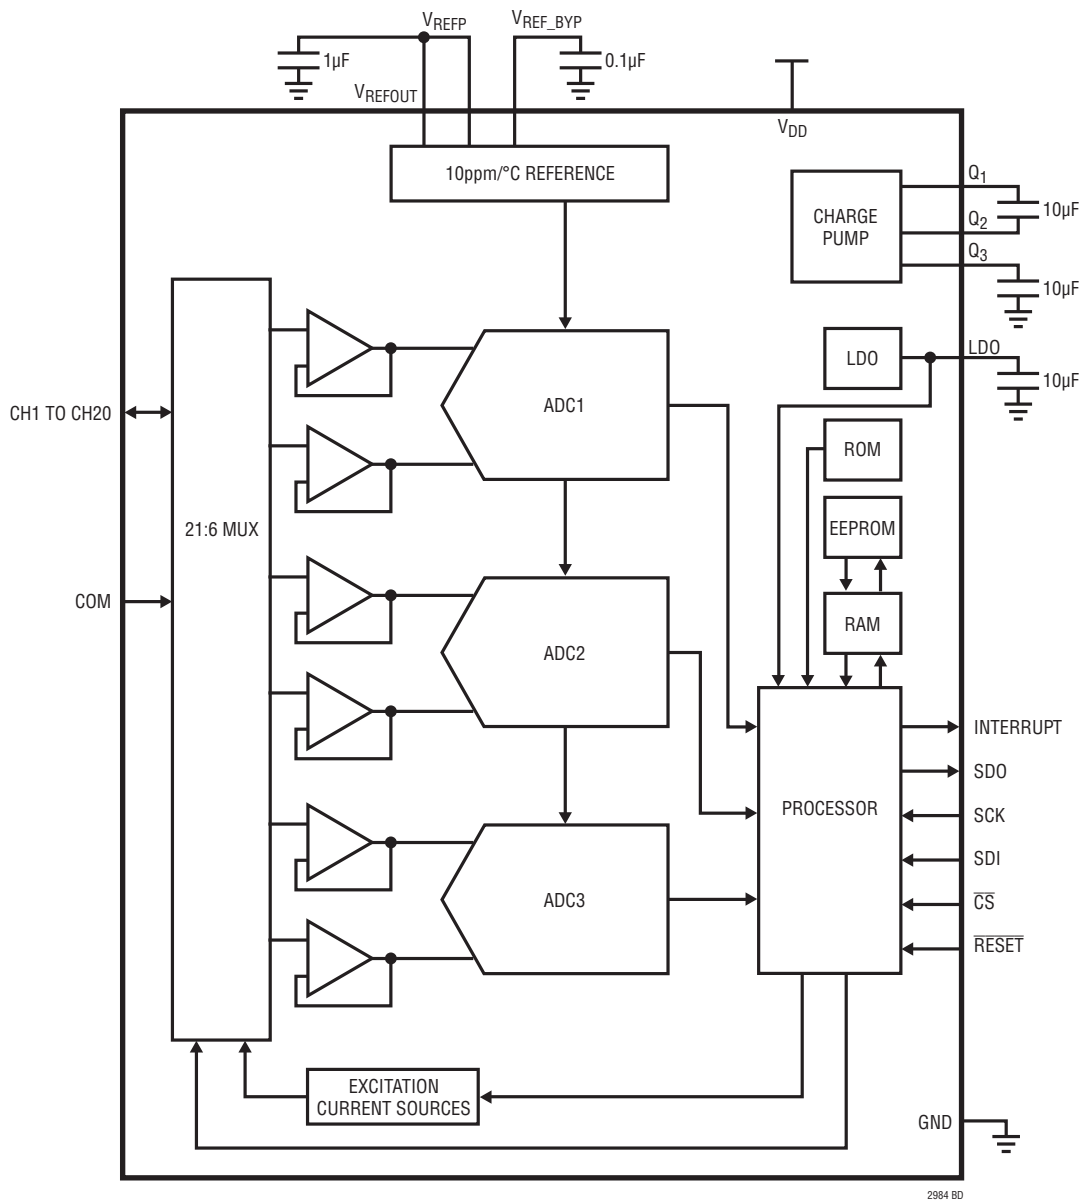 VREFP
VREF_BYP
1µF
0.1µF
VREFOUT
VDD
10ppm/°C REFERENCE
Q1
CHARGE
PUMP
10µF
Q2
Q3
10µF
LDO
LDO
10µF
ADC1
CH1 TO CH20
ROM
21:6 MUX
EEPROM
COM
RAM
ADC2
INTERRUPT
SDO
PROCESSOR
SCK
SDI
ADC3
CS
RESET
EXCITATION
CURRENT SOURCES
GND
2984 BD